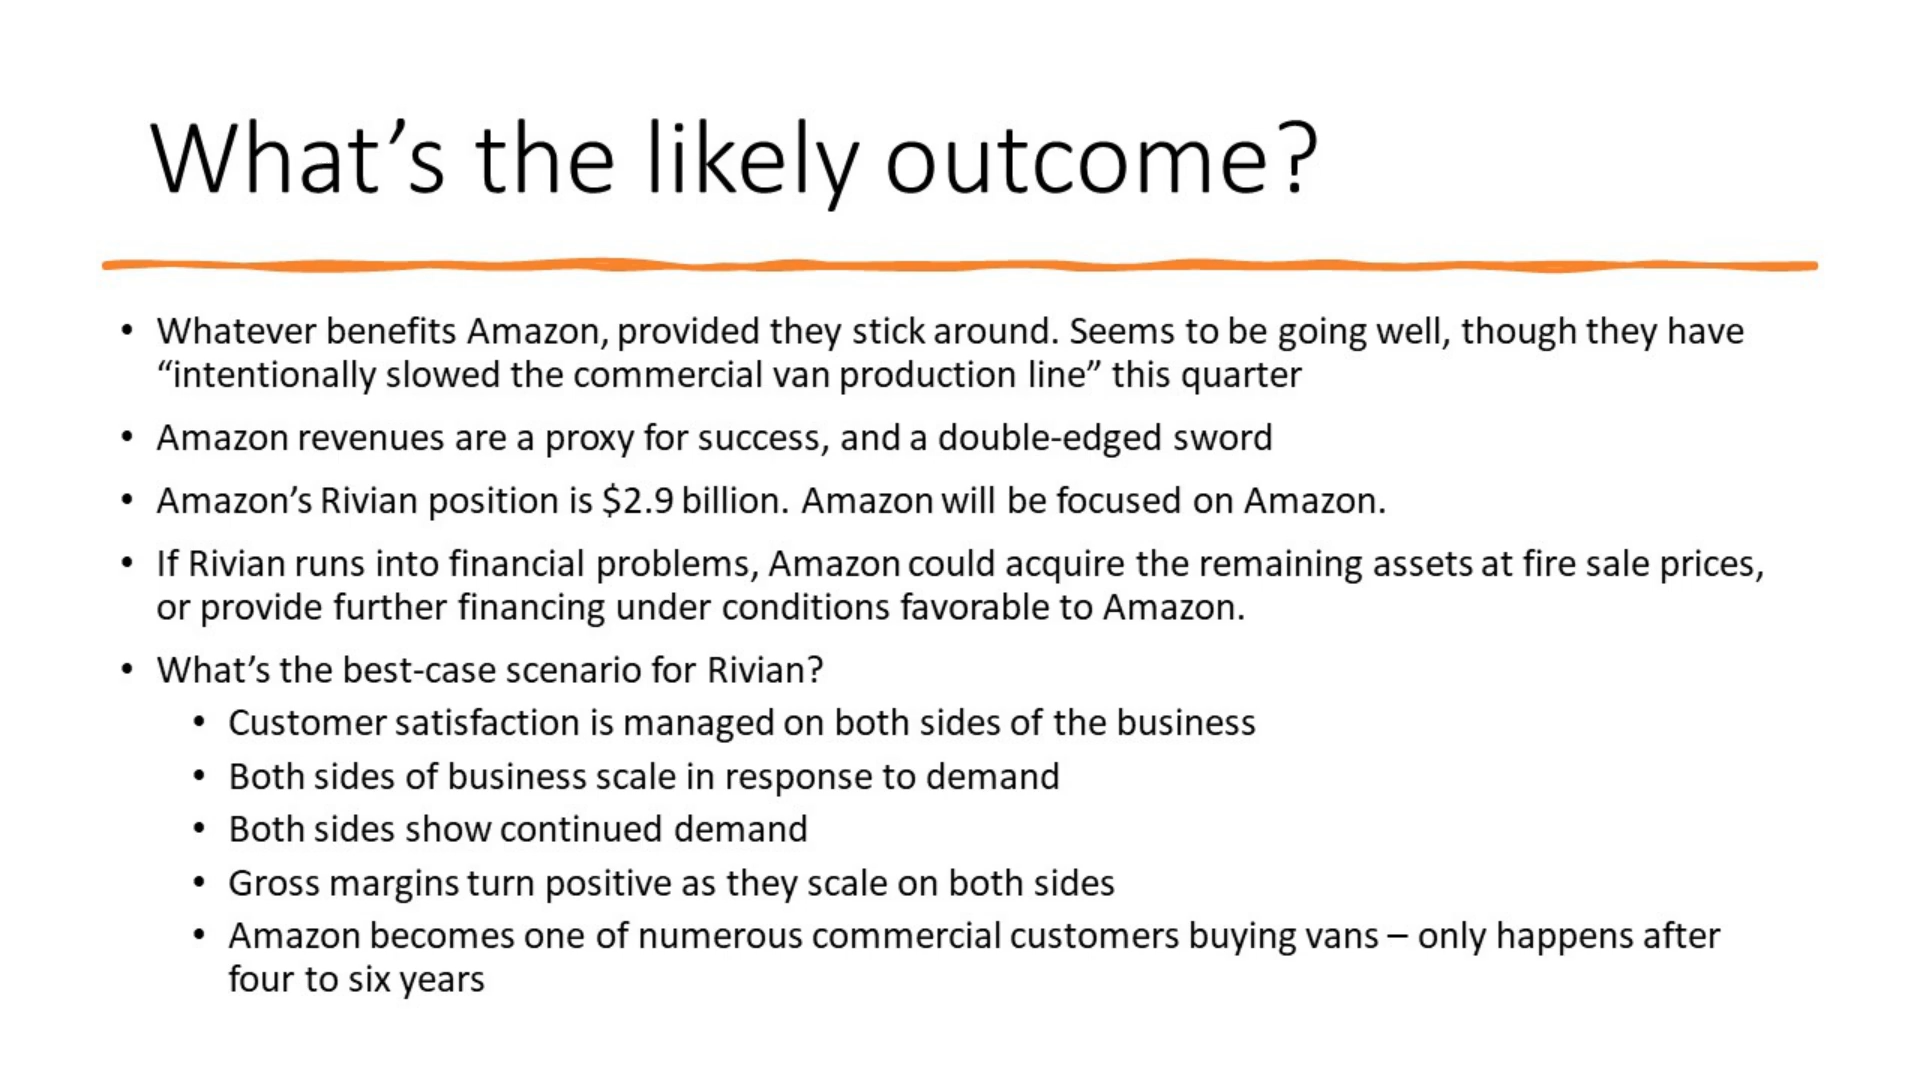 What’s the likely outcome?
• Whatever benefits Amazon, provided they stick around. Seems to be going well, though they have
“intentionally slowed the commercial van production line” this quarter
• Amazon revenues are a proxy for success, and a double-edged sword
• Amazon’s Rivian position is $2.9 billion. Amazon will be focused on Amazon.
• If Rivian runs into financial problems, Amazon could acquire the remaining assets at fire sale prices,
or provide further financing under conditions favorable to Amazon.
• What’s the best-case scenario for Rivian?
• Customer satisfaction is managed on both sides of the business
• Both sides of business scale in response to demand
• Both sides show continued demand
• Gross margins turn positive as they scale on both sides
• Amazon becomes one of numerous commercial customers buying vans – only happens after
four to six years